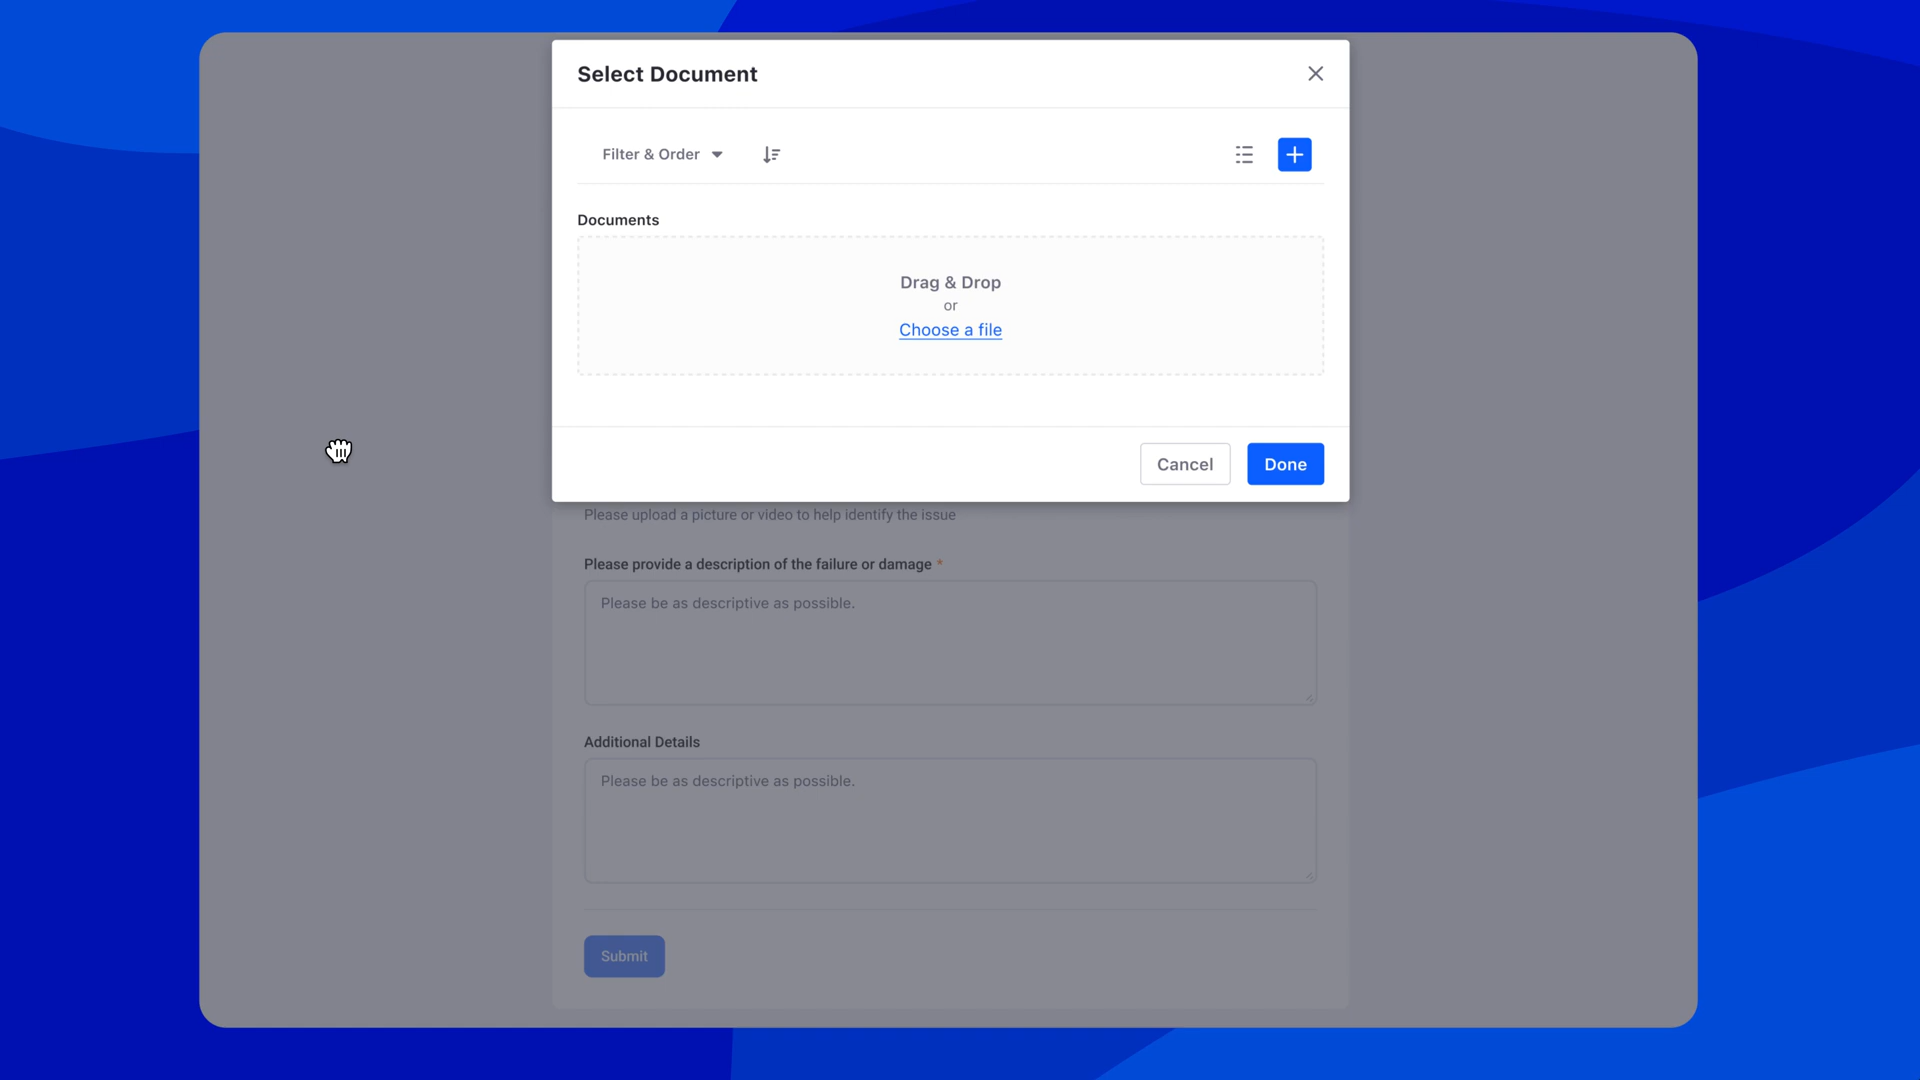 Select Document
Filter & Order
Documents
Drag & Drop
or
Choose a file
Cancel
Done
Please upload a picture or video to help identify the issue
Please provide a description of the failure or damage *
Please be as descriptive as possible.
Additional Details
Please be as descriptive as possible.
Submit